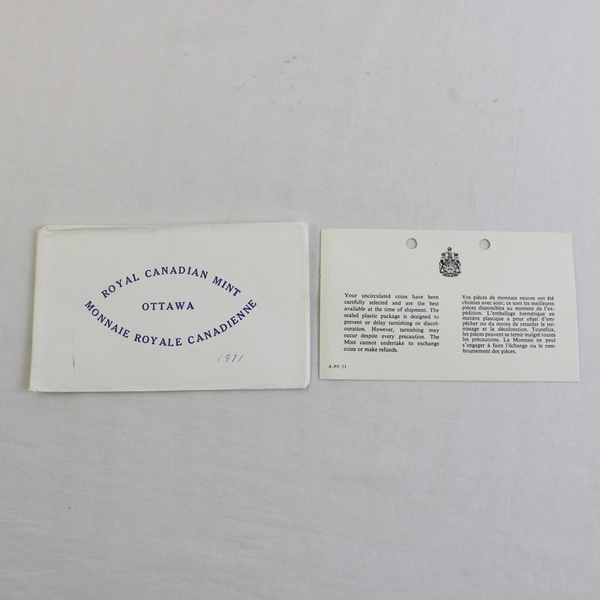 ROYAL CANADIAN MINT
OTTAWA
MONNAIE ROYALE CANADIENNE
1971
Your uncirculated coins have been
carefully selected and are the best
available at the time of shipment. The
sealed plastic package is designed to
prevent or delay tarnishing or discol-
ouration. However, tarnishing may
occur despite every precaution. The
Mint cannot undertake to exchange
coins or make refunds.
Vos pièces de monnaie neuves ont été
choisies avec soin; ce sont les meilleures
pièces disponibles au moment de l'ex-
pédition. L'emballage hermétique en
matière plastique a pour objet d'em-
pêcher ou du moins de retarder le ter-
nissage et la décoloration. Toutefois,
les pièces peuvent se ternir malgré toutes
les précautions. La Monnaie ne peut
s'engager à faire l'échange ou le rem-
boursement des pièces.
A/PF-23